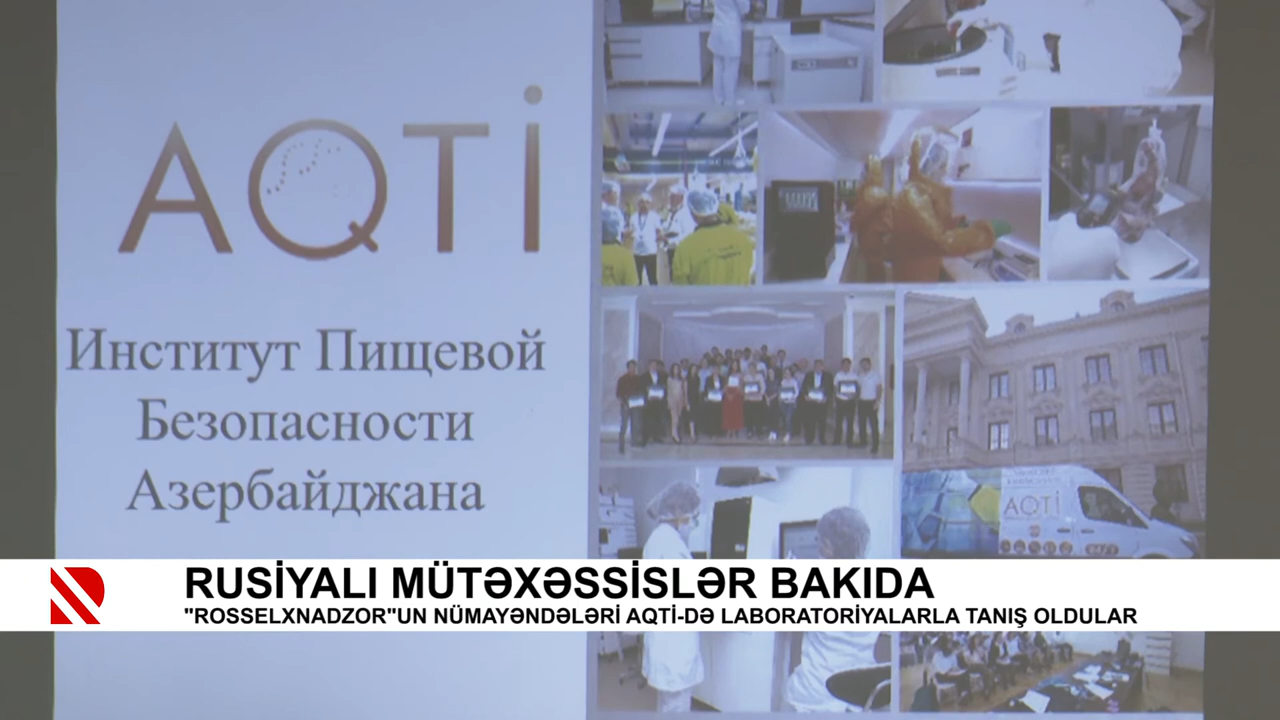 AQTİ
Институт Пищевой
Безопасности
Азербайджана
AQTİ
RUSİYALI MÜTƏXƏSSİSLƏR BAKIDA
"ROSSELXNADZOR"UN NÜMAYƏNDƏLƏRİ AQTİ-DƏ LABORATORİYALARLA TANIŞ OLDULAR